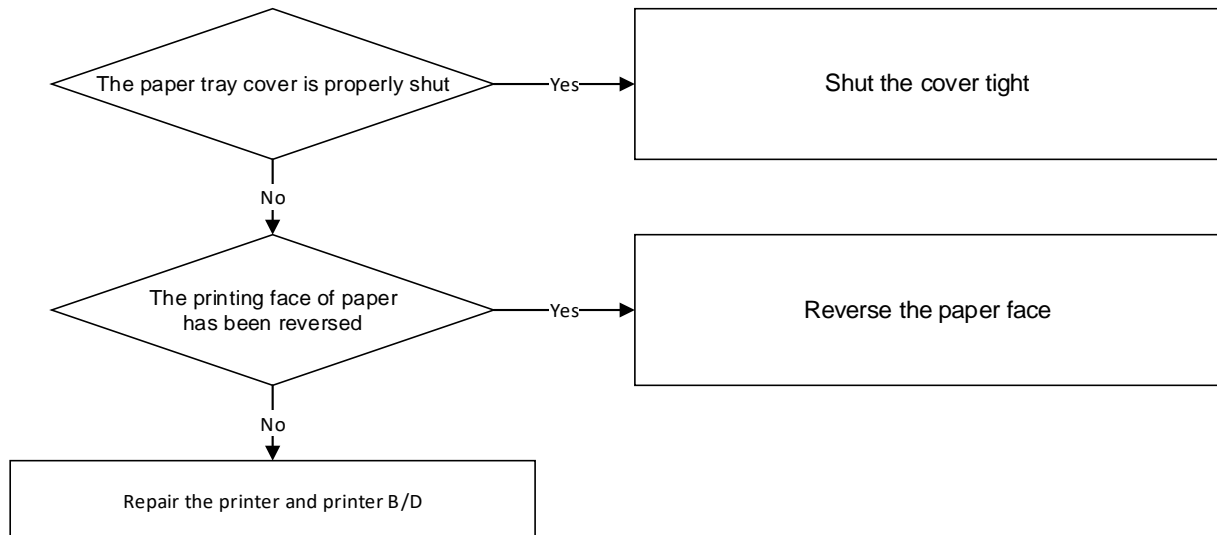 The paper tray cover is properly shut
Yes
Shut the cover tight
No
The printing face of paper
has been reversed
Yes
Reverse the paper face
No
Repair the printer and printer B/D